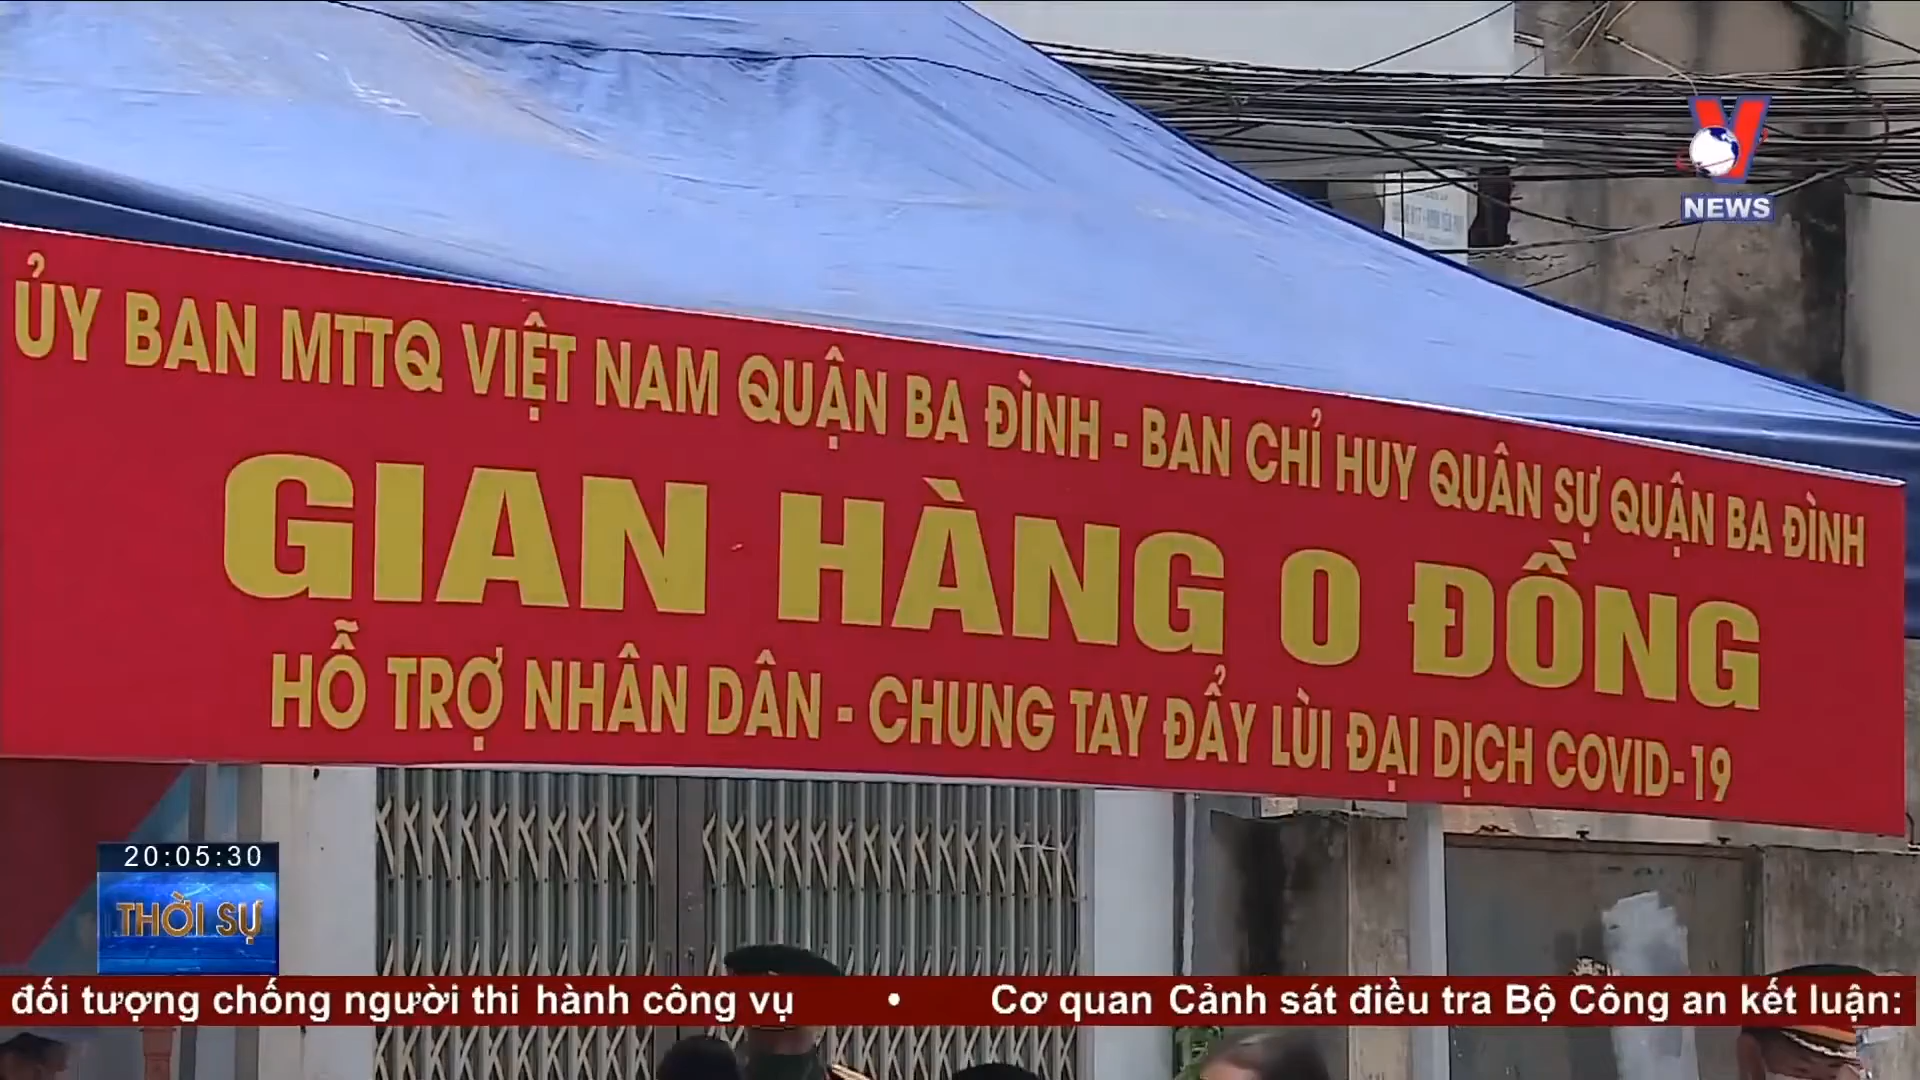 NEWS
ỦY BAN MTTQ VIỆT NAM QUẬN BA ĐÌNH - BAN CHỈ HUY QUÂN SỰ QUẬN BA ĐÌNH
GIAN HÀNG 0 ĐỒNG
HỖ TRỢ NHÂN DÂN - CHUNG TAY ĐẨY LÙI ĐẠI DỊCH COVID-19
20:05:30
THỜI SỰ
đối tượng chống người thi hành công vụ • Cơ quan Cảnh sát điều tra Bộ Công an kết luận: